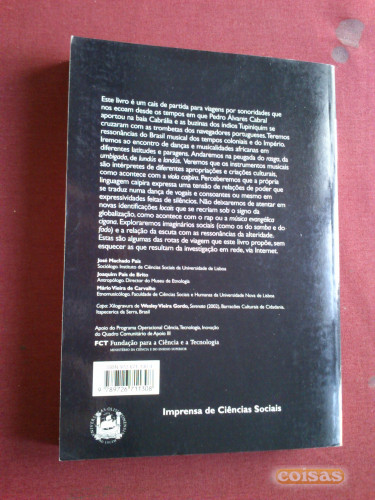 Este livro é um cais de partida para viagens por sonoridades que
nos ecoam desde os tempos em que Pedro Álvares Cabral
aportou na baía Cabrália e as buzinas dos índios Tupiniquim se
cruzaram com as trombetas dos navegadores portugueses. Teremos
ressonâncias do Brasil musical dos tempos coloniais e do Império.
Iremos ao encontro de danças e musicalidades africanas em
diferentes latitudes e paragens. Andaremos na peugada do
umbigada, de lunduís e londús. Veremos que os instrumentos musicais
são intérpretes de diferentes apropriações e criações culturais,
como acontece com a viola caipira. Perceberemos que a própria
linguagem caipira expressa uma tensão de relações de poder que
se traduz numa dança de vogais e consoantes ou mesmo em
expressividades feitas de silêncios. Não deixaremos de atentar em
novas identificações locais que se recriam sob o signo da
globalização, como acontece com o rap ou a música evangélica
cigana. Exploraremos imaginários sociais (como os do samba e do
fado) e a relação da escuta com as ressonâncias da alteridade.
Estas são algumas das rotas de viagem que este livro propõe, sem
esquecer as que resultam da investigação em rede, via Internet.
José Machado Pais
Sociólogo. Instituto de Ciências Sociais da Universidade de Lisboa
Joaquim Pais de Brito
Antropólogo. Director do Museu de Etnologia
Mário Vieira de Carvalho
Etnomusicólogo. Faculdade de Ciências Sociais e Humanas da Universidade Nova de Lisboa
Capa: Xilogravura de Wesley Vieira Gordo, (2002), Barracões Culturais da Cidadania,
Itapecerica da Serra, Brasil
Apoio do Programa Operacional Ciência, Tecnologia, Inovação
do Quadro Comunitário de Apoio III
FCT Fundação para a Ciência e a Tecnologia
MINISTÉRIO DA CIÊNCIA E DO ENSINO SUPERIOR
9 789726 711308
Imprensa de Ciências Sociais
coisas